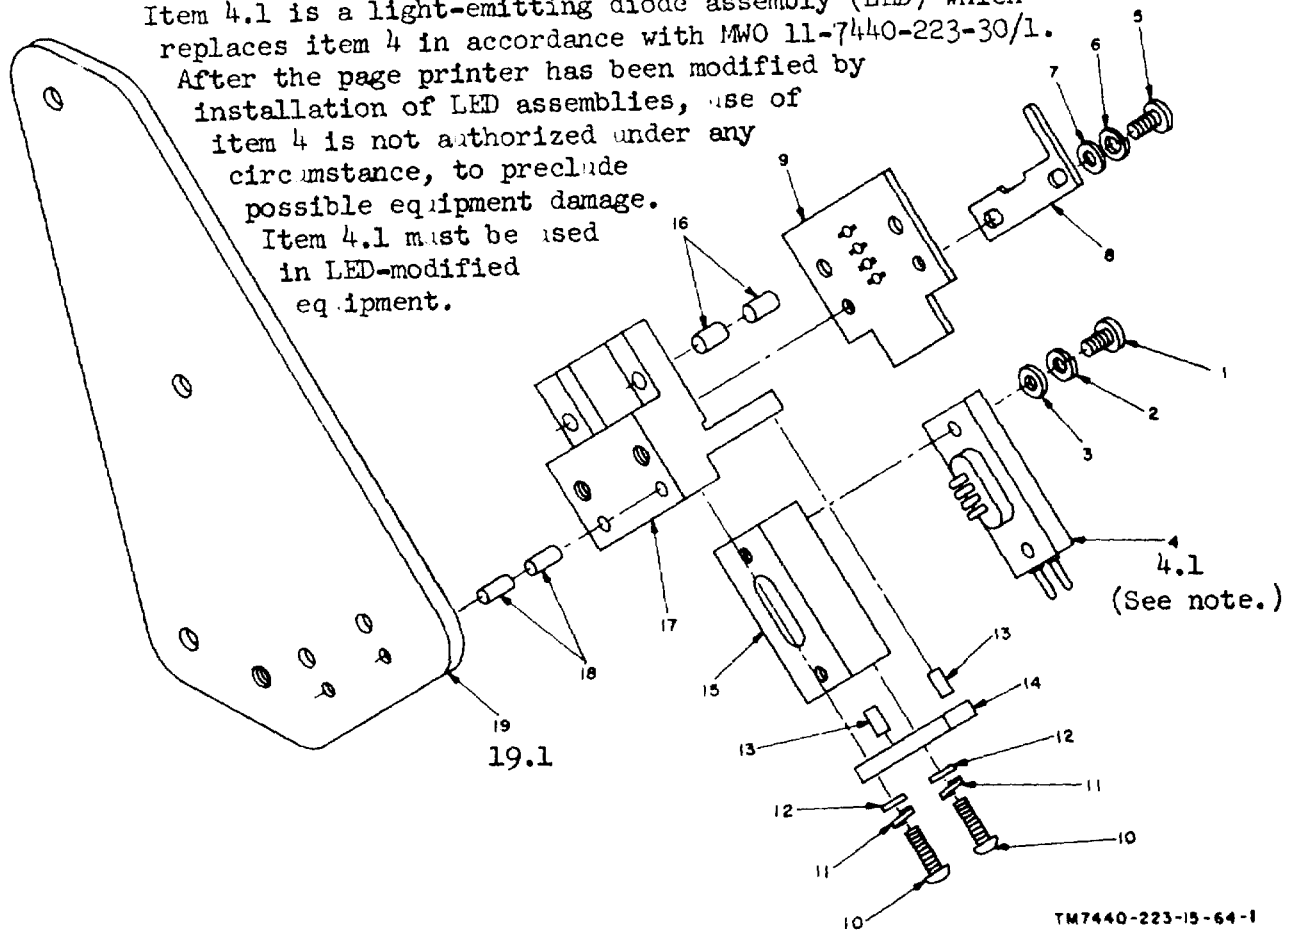 Item 4.1 is a light-emitting diode assembly (LED) which
replaces item 4 in accordance with MWO 11-7440-223-30/1.
After the page printer has been modified by
installation of LED assemblies, use of
item 4 is not authorized under any
circumstance, to preclude
possible equipment damage.
Item 4.1 must be used
in LED-modified
equipment.
5
6
7
9
8
16
1
2
3
4
4.1
(See note.)
17
18
15
13
14
19
19.1
13
12
11
12
11
10
10
TM7440-223-15-64-1